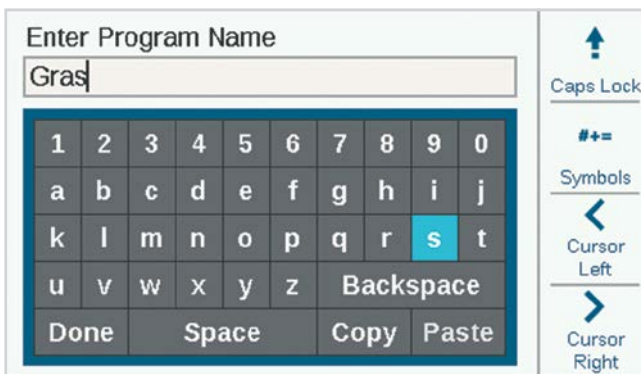 Enter Program Name
Gras
1 2 3 4 5 6 7 8 9 0
a b c d e f g h i j
k l m n o p q r s t
u v w x y z Backspace
Done Space Copy Paste
Caps Lock
#+=
Symbols
Cursor
Left
Cursor
Right